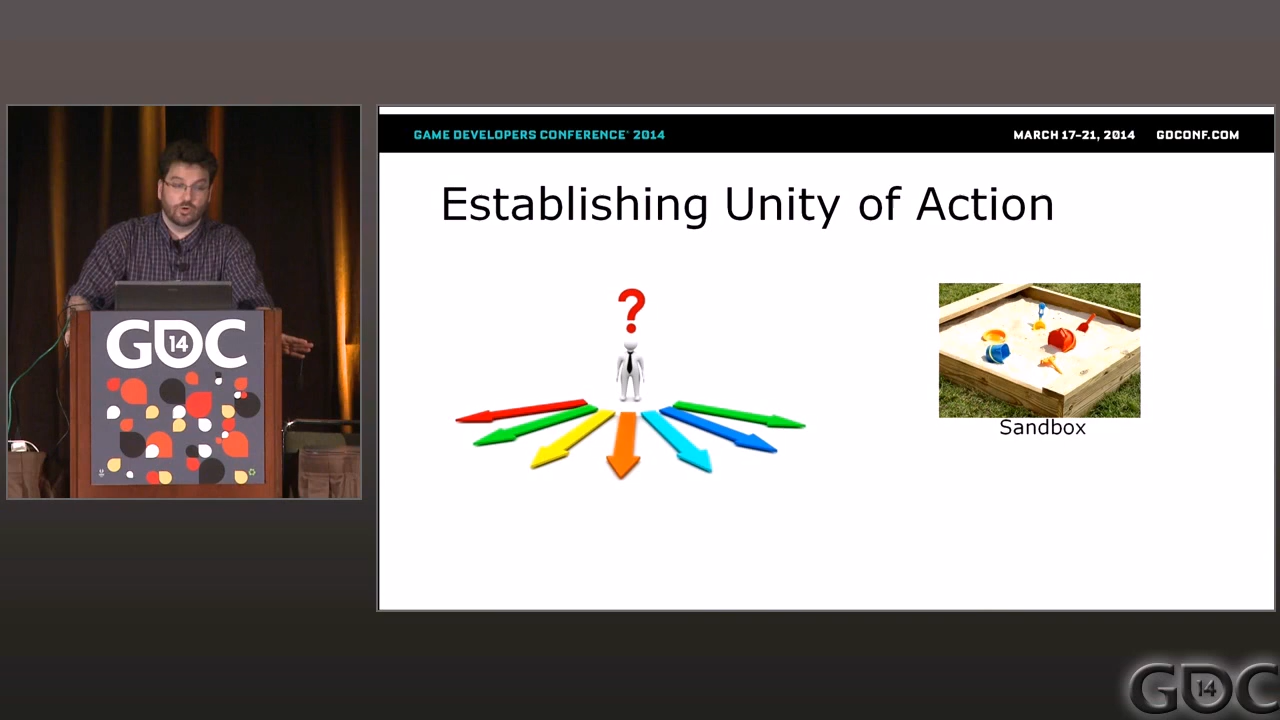 GAME DEVELOPERS CONFERENCE® 2014
MARCH 17-21, 2014 GDCONF.COM
Establishing Unity of Action
?
Sandbox
GDC
14
GDC
14